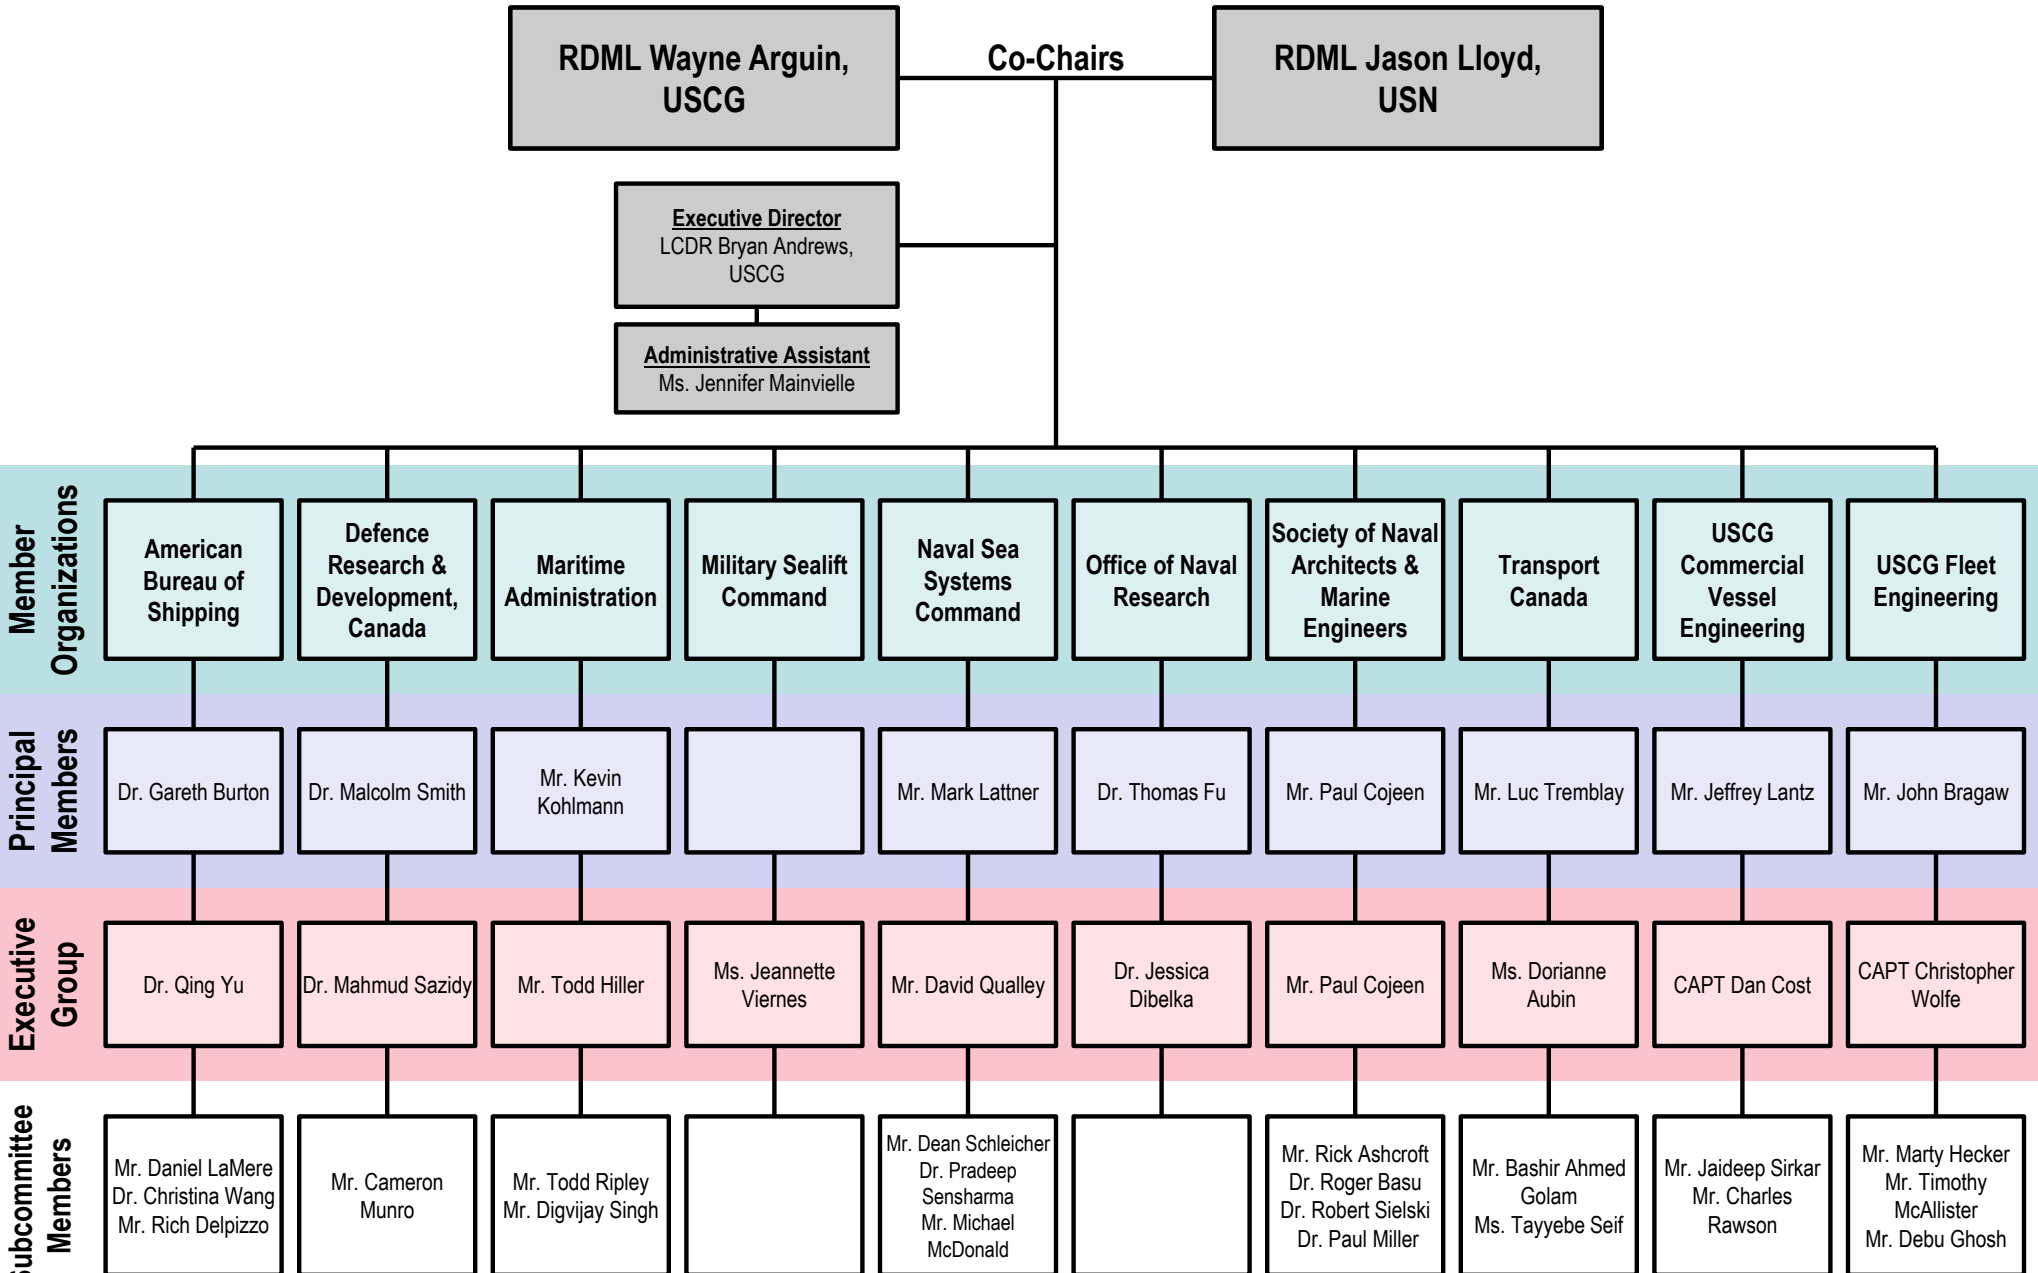 RDML Wayne Arguin,
USCG
Co-Chairs
RDML Jason Lloyd,
USN
Executive Director
LCDR Bryan Andrews,
USCG
Administrative Assistant
Ms. Jennifer Mainvielle
Member
Organizations
American
Bureau of
Shipping
Defence
Research &
Development,
Canada
Maritime
Administration
Military Sealift
Command
Naval Sea
Systems
Command
Office of Naval
Research
Society of Naval
Architects &
Marine
Engineers
Transport
Canada
USCG
Commercial
Vessel
Engineering
USCG Fleet
Engineering
Principal
Members
Dr. Gareth Burton
Dr. Malcolm Smith
Mr. Kevin
Kohlmann
Mr. Mark Lattner
Dr. Thomas Fu
Mr. Paul Cojeen
Mr. Luc Tremblay
Mr. Jeffrey Lantz
Mr. John Bragaw
Executive
Group
Dr. Qing Yu
Dr. Mahmud Sazidy
Mr. Todd Hiller
Ms. Jeannette
Viernes
Mr. David Qualley
Dr. Jessica
Dibelka
Mr. Paul Cojeen
Ms. Dorianne
Aubin
CAPT Dan Cost
CAPT Christopher
Wolfe
Subcommittee
Members
Mr. Daniel LaMere
Dr. Christina Wang
Mr. Rich Delpizzo
Mr. Cameron
Munro
Mr. Todd Ripley
Mr. Digvijay Singh
Mr. Dean Schleicher
Dr. Pradeep
Sensharma
Mr. Michael
McDonald
Mr. Rick Ashcroft
Dr. Roger Basu
Dr. Robert Sielski
Dr. Paul Miller
Mr. Bashir Ahmed
Golam
Ms. Tayyebe Seif
Mr. Jaideep Sirkar
Mr. Charles
Rawson
Mr. Marty Hecker
Mr. Timothy
McAllister
Mr. Debu Ghosh